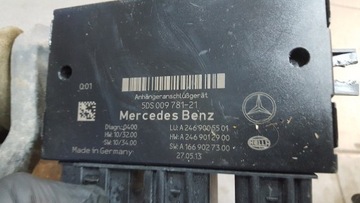 Q01
Anhängeranschlußgerät
5DS 009 781-21
Mercedes Benz
Diagn.:0400
HW:10/32.00
SW:10/34.00
Made in Germany
LU:A 246 900 55 01
HW:A 246 901 29 00
SW:A 166 902 73 00
27.05.13
HELLA